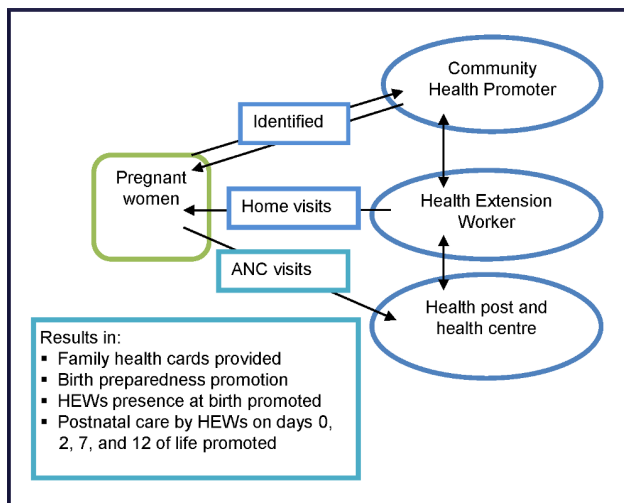 Community
Health Promoter
Identified
Pregnant
women
Home visits
Health Extension
Worker
ANC visits
Health post and
health centre
Results in:
▪ Family health cards provided
▪ Birth preparedness promotion
▪ HEWs presence at birth promoted
▪ Postnatal care by HEWs on days 0,
2, 7, and 12 of life promoted